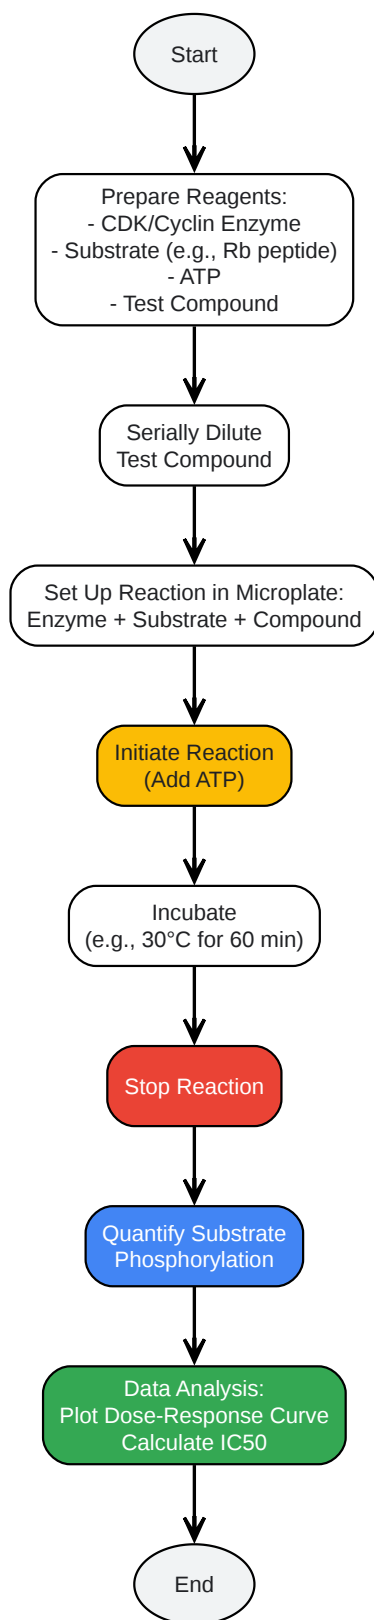 Start
Prepare Reagents:
- CDK/Cyclin Enzyme
- Substrate (e.g., Rb peptide)
- ATP
- Test Compound
Serially Dilute
Test Compound
Set Up Reaction in Microplate:
Enzyme + Substrate + Compound
Initiate Reaction
(Add ATP)
Incubate
(e.g., 30°C for 60 min)
Stop Reaction
Quantify Substrate
Phosphorylation
Data Analysis:
Plot Dose-Response Curve
Calculate IC50
End